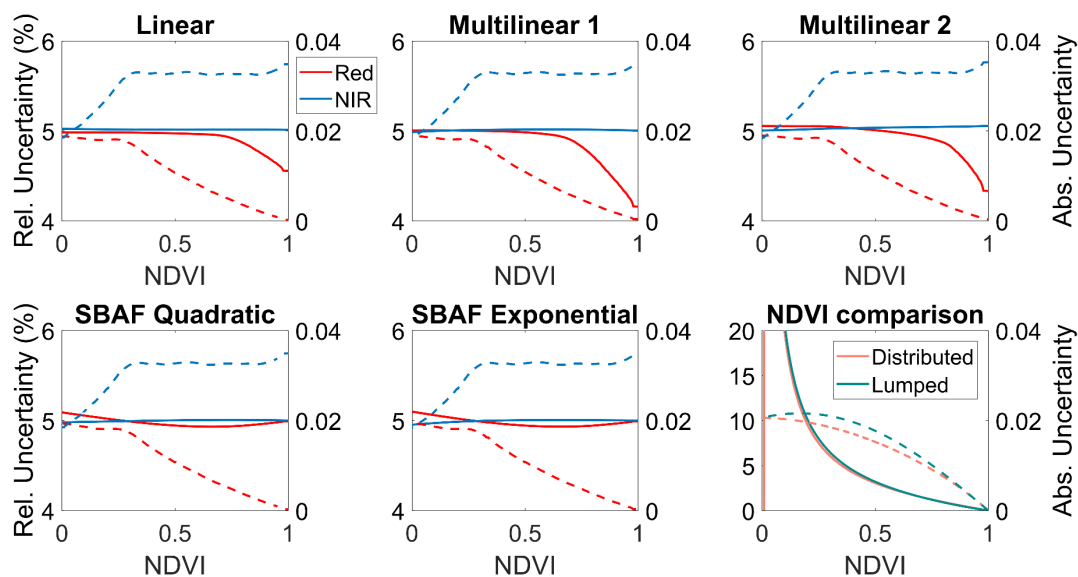 Linear
Multilinear 1
Multilinear 2
Rel. Uncertainty (%)
6
5
4
0.04
0.02
0
Red
NIR
0
0.5
1
NDVI
6
5
4
0.04
0.02
0
0
0.5
1
NDVI
6
5
4
0.04
0.02
0
Abs. Uncertainty
0
0.5
1
NDVI
SBAF Quadratic
SBAF Exponential
NDVI comparison
Rel. Uncertainty (%)
6
5
4
0.04
0.02
0
0
0.5
1
NDVI
6
5
4
0.04
0.02
0
0
0.5
1
NDVI
20
15
10
5
0
Distributed
Lumped
0.04
0.02
0
Abs. Uncertainty
0
0.5
1
NDVI